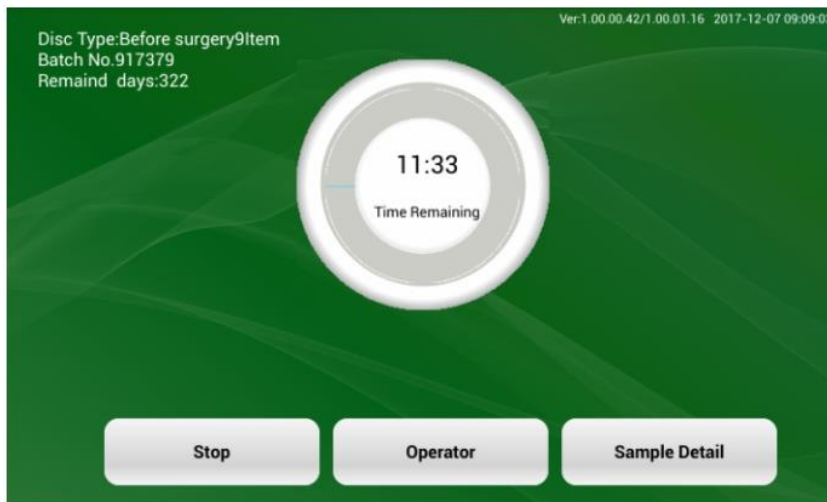 Ver:1.00.00.42/1.00.01.16 2017-12-07 09:09:03
Disc Type:Before surgery9Item
Batch No.917379
Remaind days:322
11:33
Time Remaining
Stop
Operator
Sample Detail